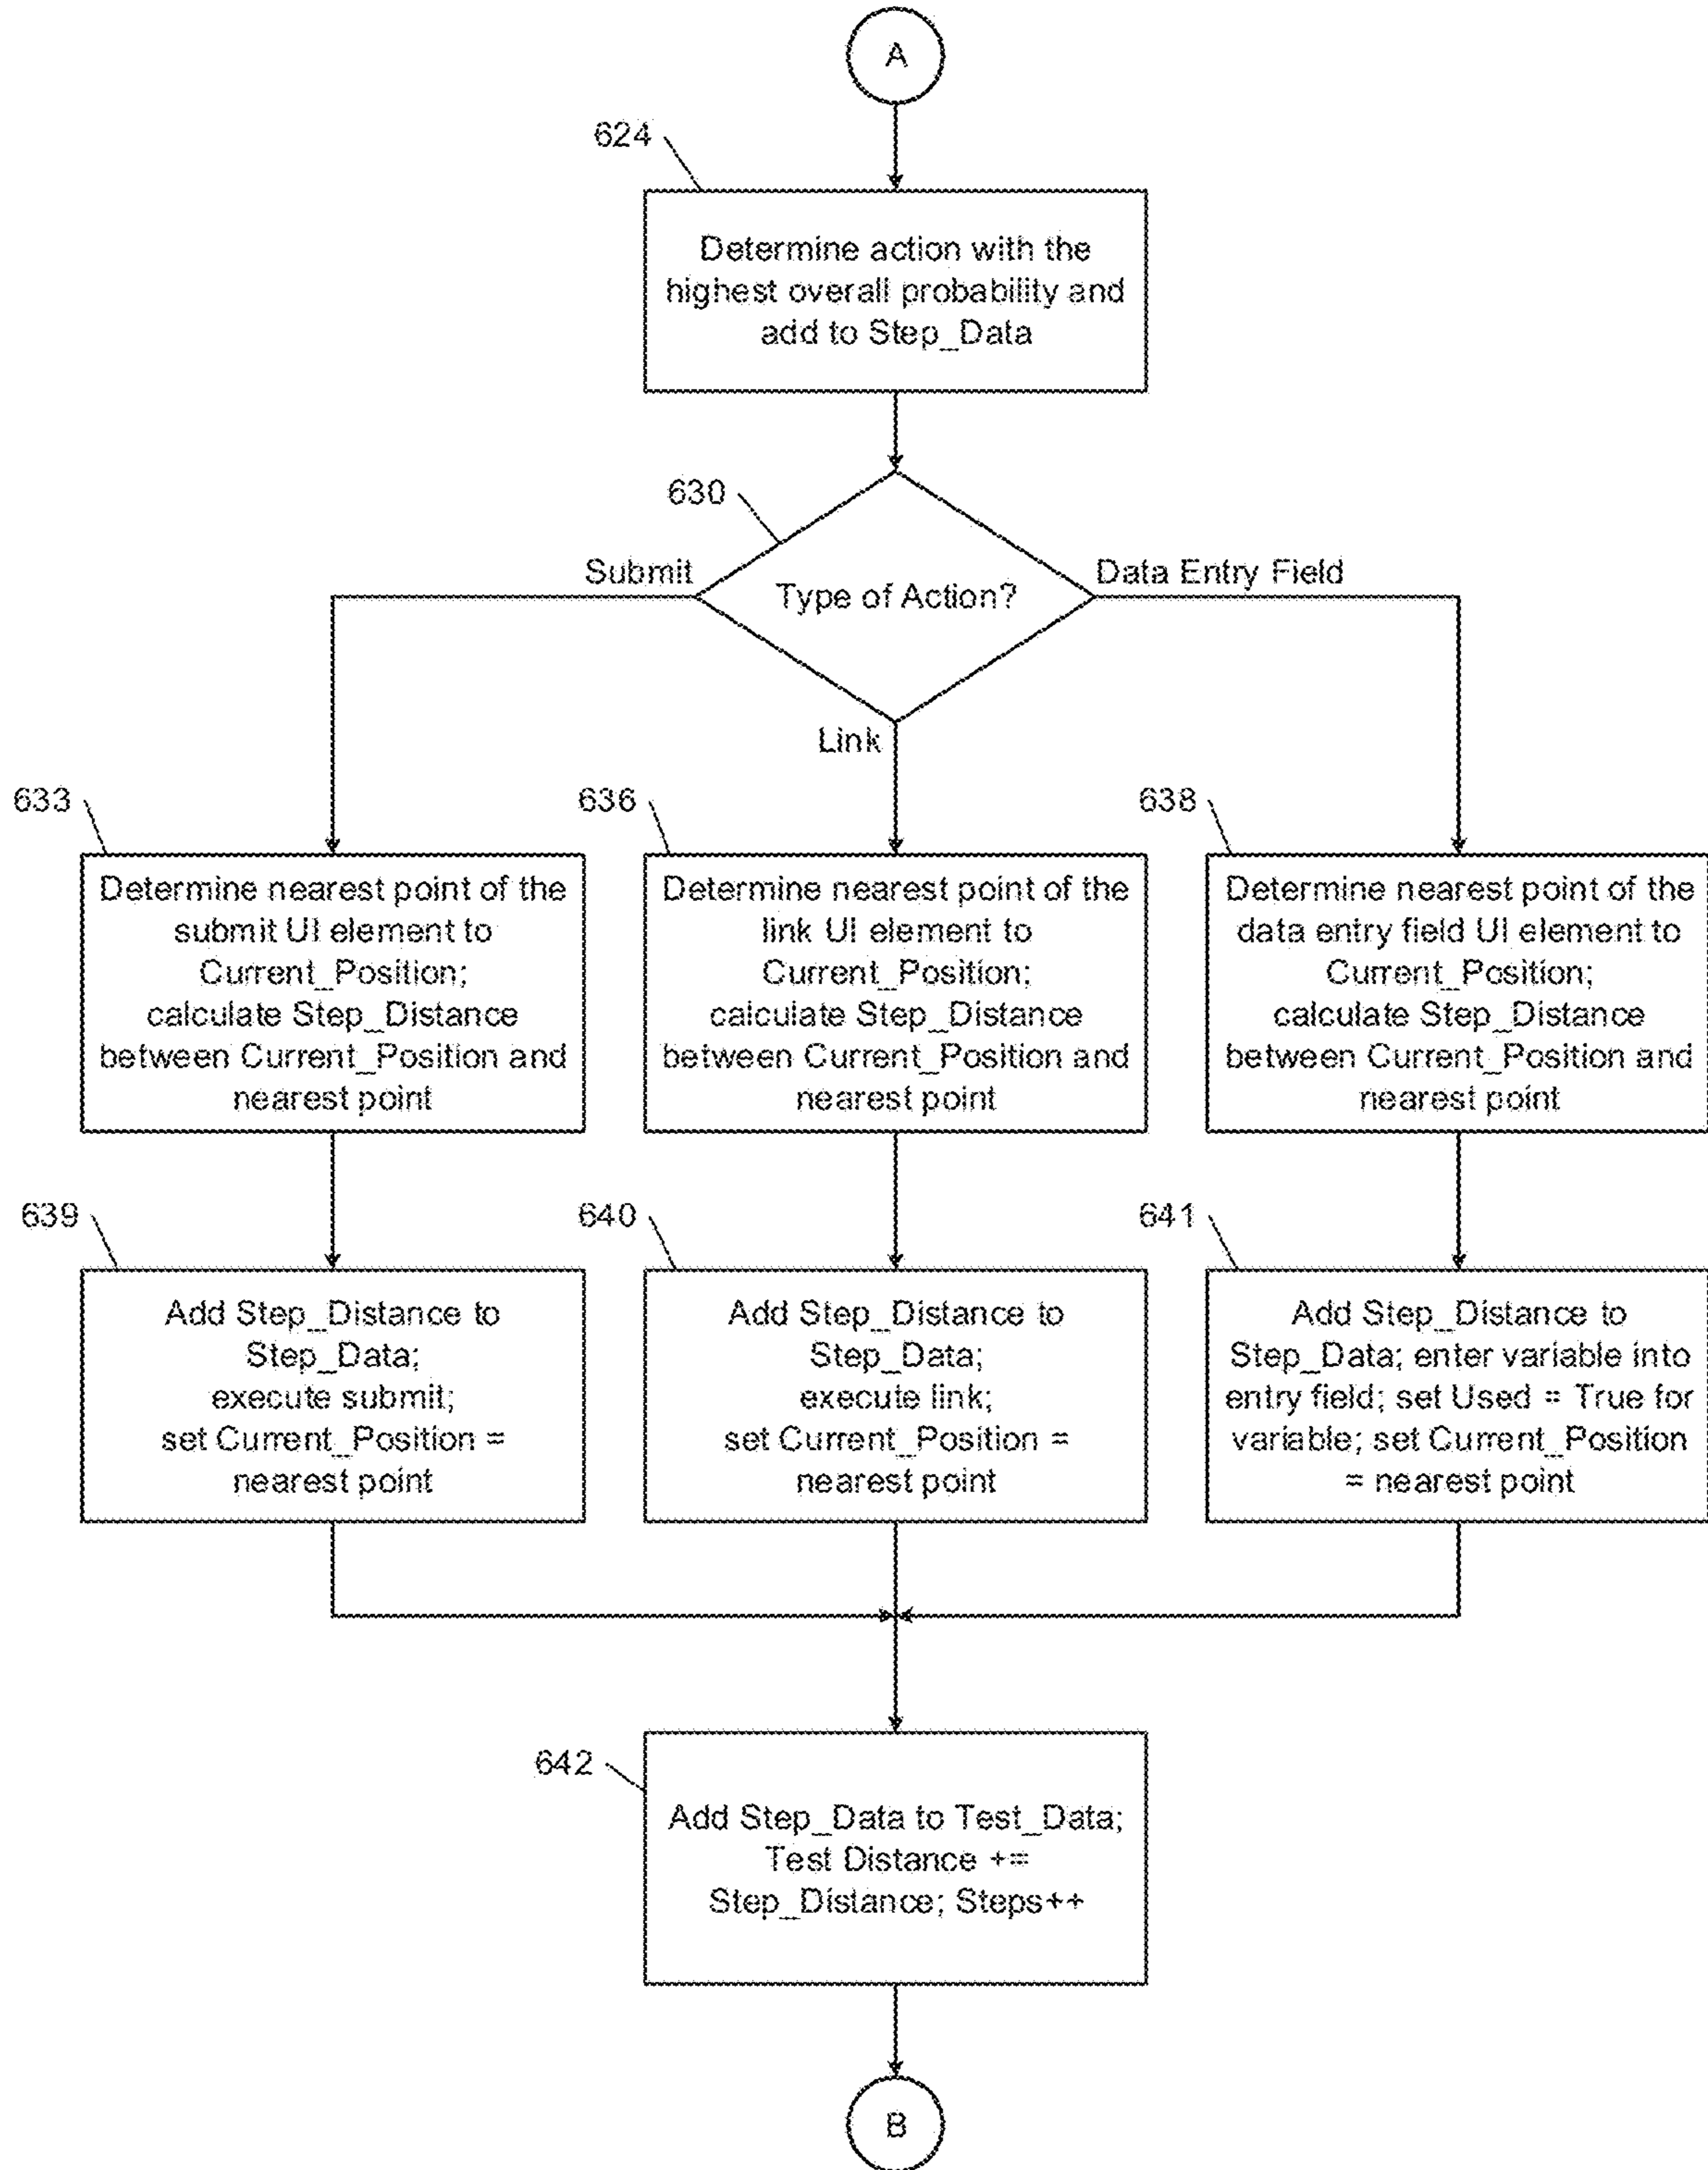 A
624
Determine action with the
highest overall probability and
add to Step_Data
630
Submit
Type of Action?
Data Entry Field
Link
633
Determine nearest point of the
submit UI element to
Current_Position;
calculate Step_Distance
between Current_Position and
nearest point
636
Determine nearest point of the
link UI element to
Current_Position;
calculate Step_Distance
between Current_Position and
nearest point
638
Determine nearest point of the
data entry field UI element to
Current_Position;
calculate Step_Distance
between Current_Position and
nearest point
639
Add Step_Distance to
Step_Data;
execute submit;
set Current_Position =
nearest point
640
Add Step_Distance to
Step_Data;
execute link;
set Current_Position =
nearest point
641
Add Step_Distance to
Step_Data; enter variable into
entry field; set Used = True for
variable; set Current_Position
= nearest point
642
Add Step_Data to Test_Data;
Test Distance +=
Step_Distance; Steps++
B